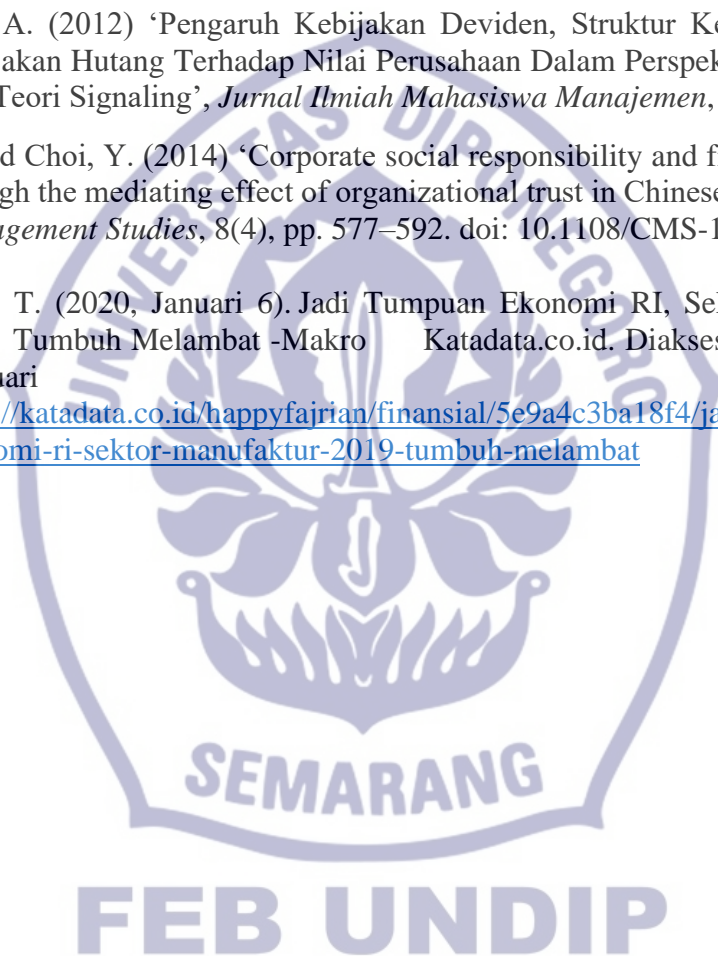 A. (2012) ‘Pengaruh Kebijakan Deviden, Struktur Ke
jakan Hutang Terhadap Nilai Perusahaan Dalam Perspek
Teori Signaling’, Jurnal Ilmiah Mahasiswa Manajemen,
d Choi, Y. (2014) ‘Corporate social responsibility and f
gh the mediating effect of organizational trust in Chinese
agement Studies, 8(4), pp. 577–592. doi: 10.1108/CMS-1
T. (2020, Januari 6). Jadi Tumpuan Ekonomi RI, Sel
Tumbuh Melambat -Makro Katadata.co.id. Diakses
uari
://katadata.co.id/happyfajrian/finansial/5e9a4c3ba18f4/ja
omi-ri-sektor-manufaktur-2019-tumbuh-melambat
UNIVERSITAS DIPONEGORO
SEMARANG
FEB UNDIP